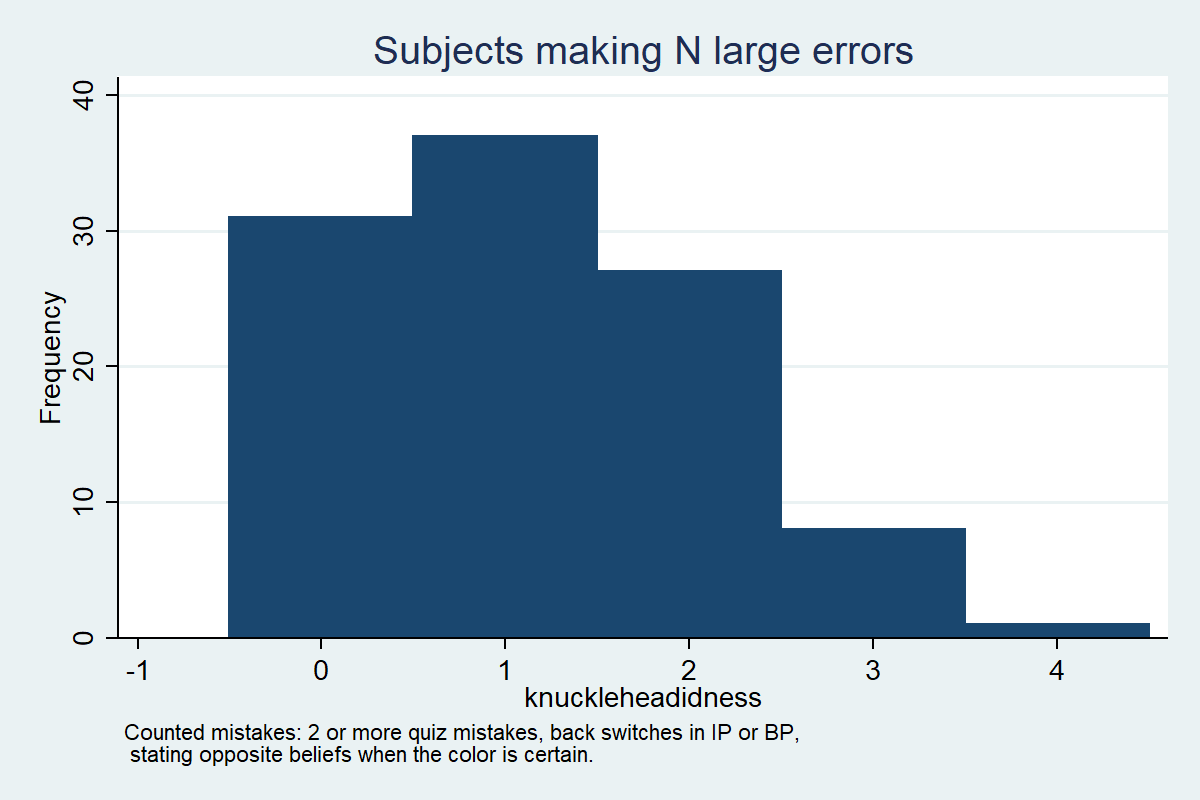 Subjects making N large errors
40
30
20
10
0
Frequency
-1 0 1 2 3 4
knuckleheadidness
Counted mistakes: 2 or more quiz mistakes, back switches in IP or BP,
stating opposite beliefs when the color is certain.